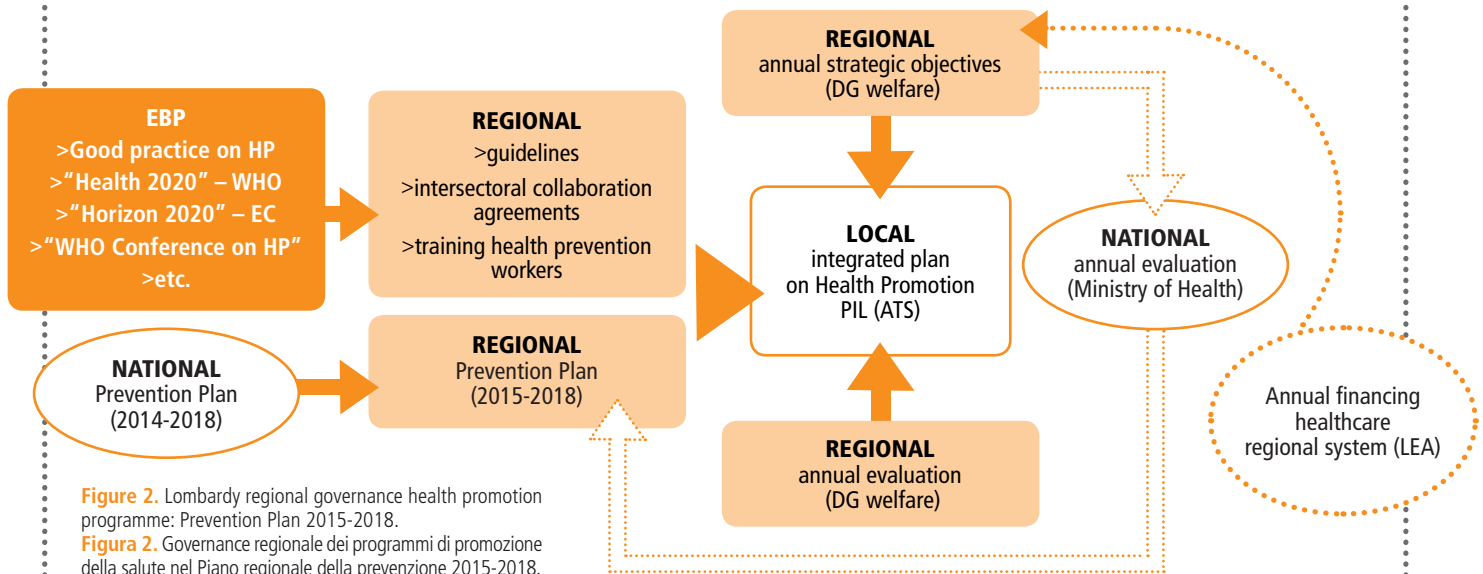 EBP
>Good practice on HP
>"Health 2020" – WHO
>"Horizon 2020" – EC
>"WHO Conference on HP"
>etc.
NATIONAL
Prevention Plan
(2014-2018)
REGIONAL
>guidelines
>intersectoral collaboration
agreements
>training health prevention
workers
REGIONAL
Prevention Plan
(2015-2018)
REGIONAL
annual strategic objectives
(DG welfare)
LOCAL
integrated plan
on Health Promotion
PIL (ATS)
REGIONAL
annual evaluation
(DG welfare)
NATIONAL
annual evaluation
(Ministry of Health)
Annual financing
healthcare
regional system (LEA)
Figure 2. Lombardy regional governance health promotion
programme: Prevention Plan 2015-2018.
Figura 2. Governance regionale dei programmi di promozione
della salute nel Piano regionale della prevenzione 2015-2018.